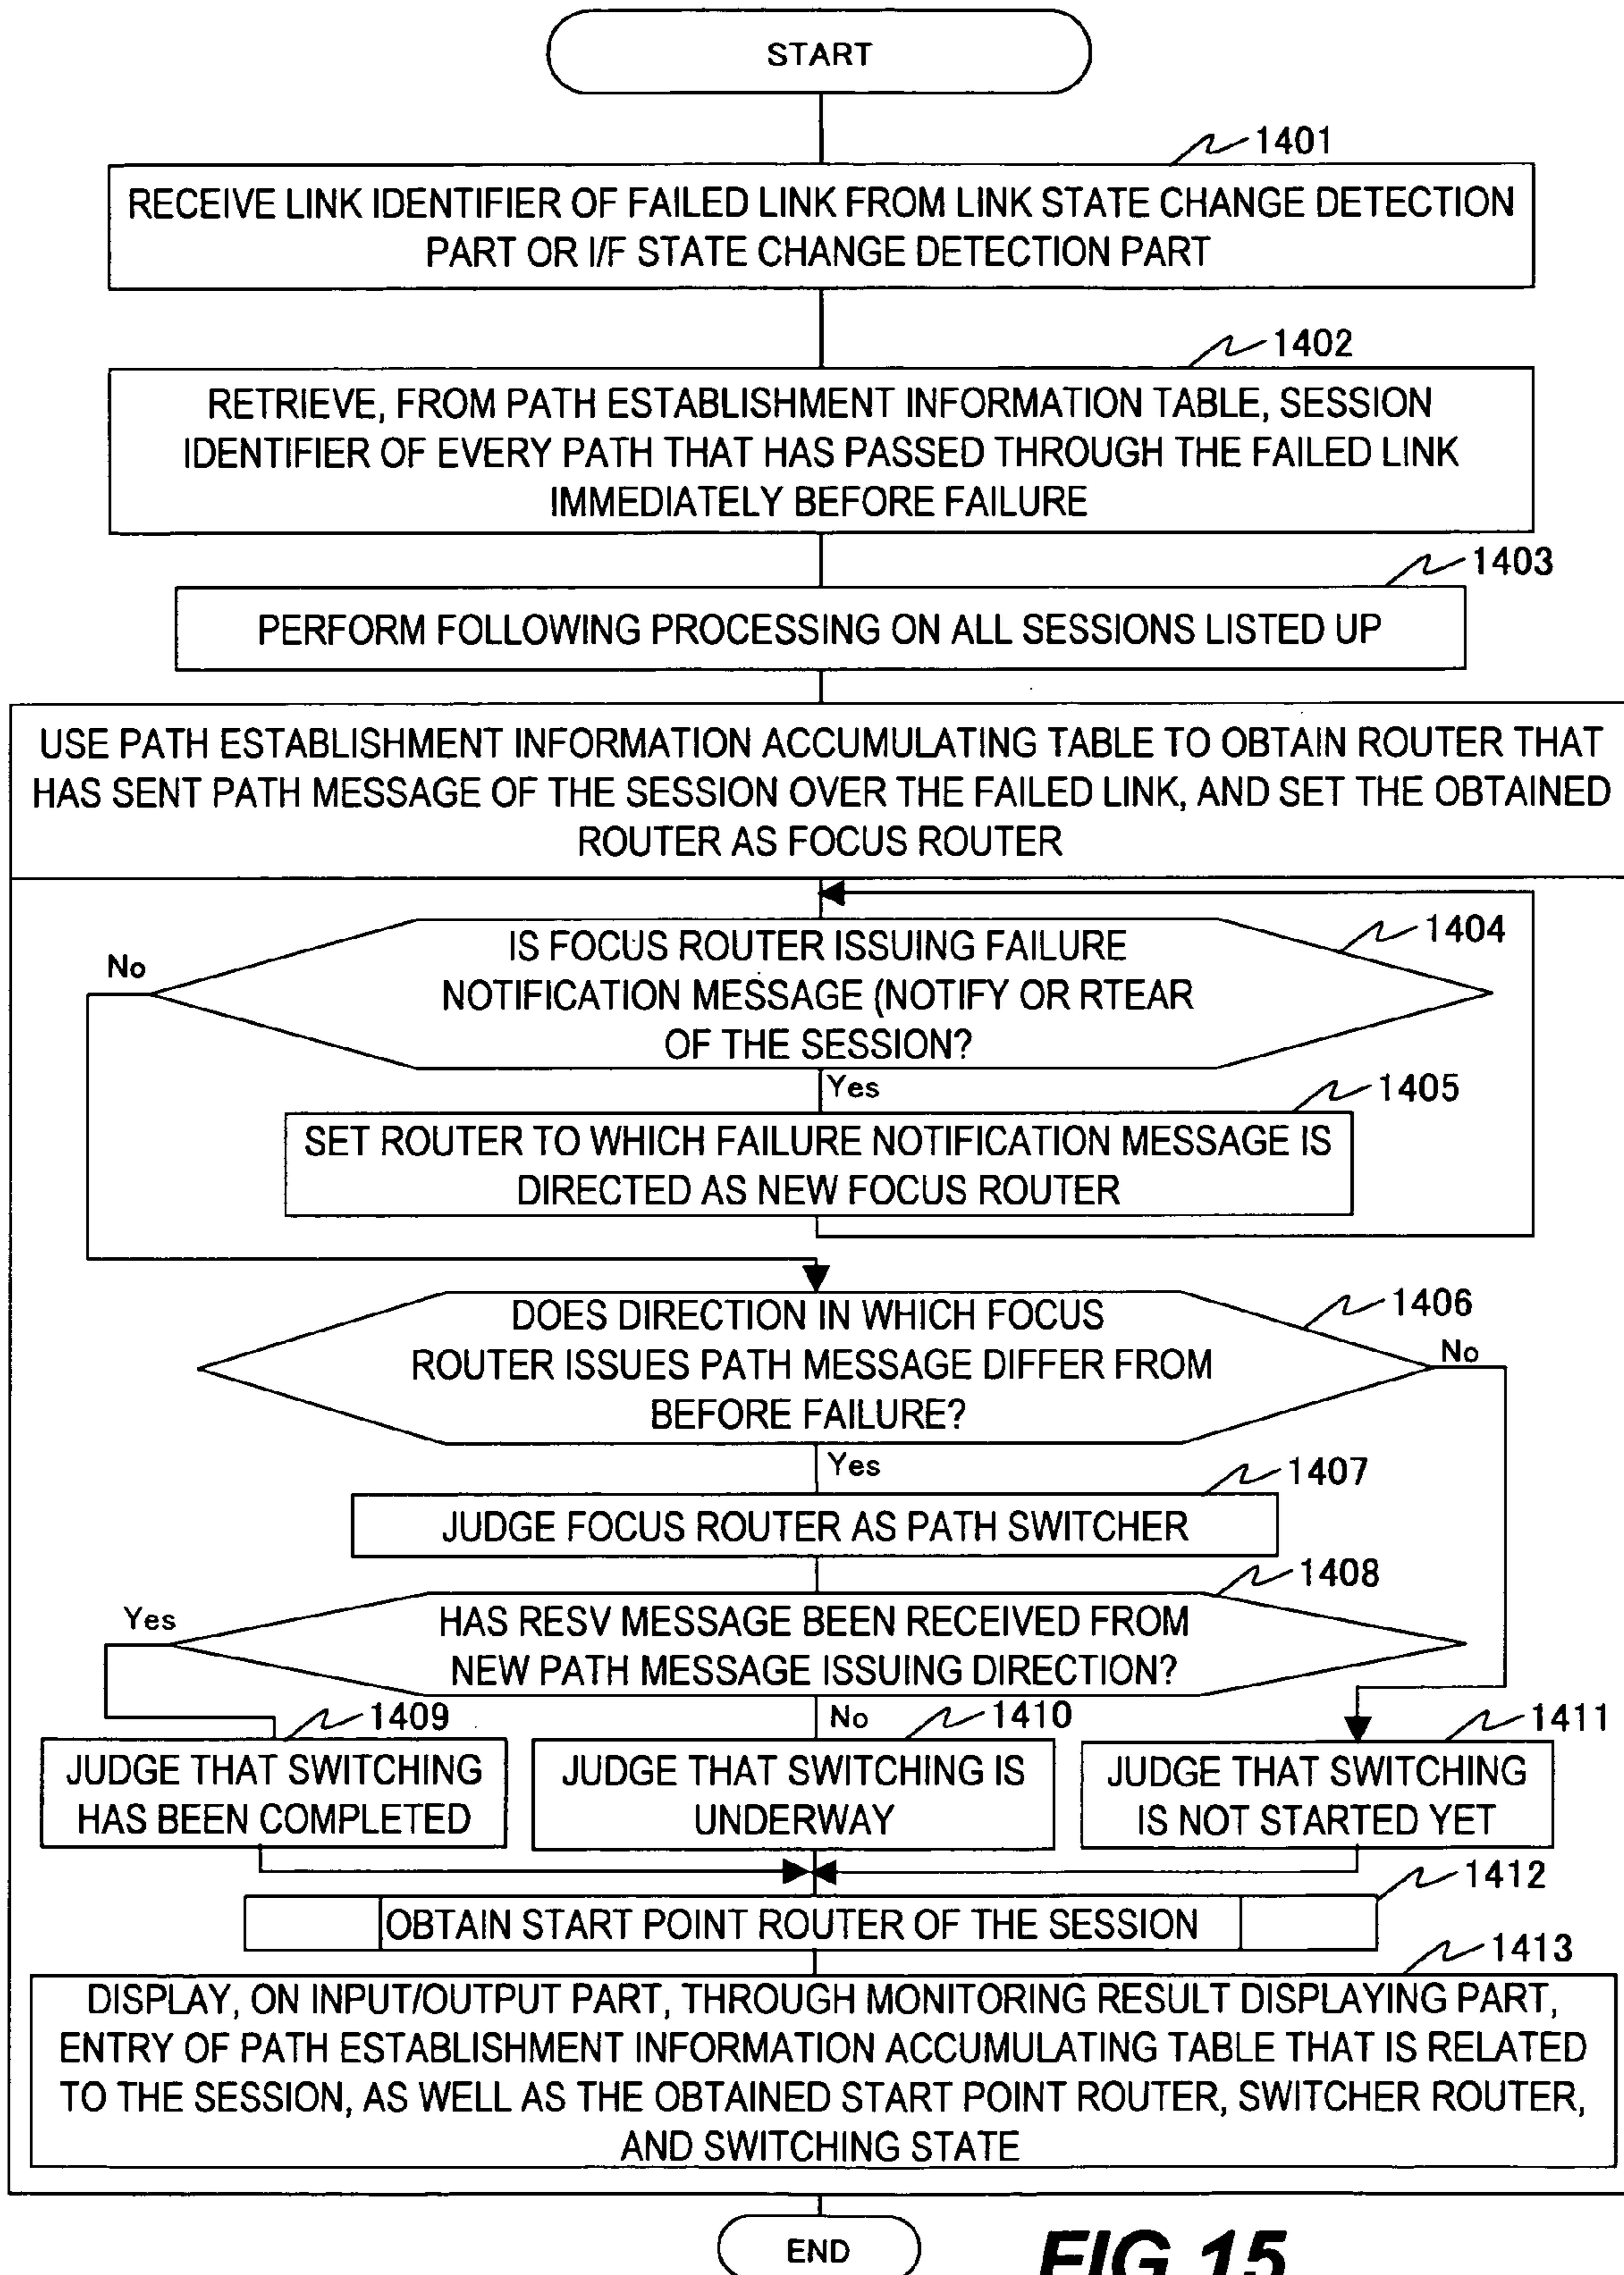 START
1401
RECEIVE LINK IDENTIFIER OF FAILED LINK FROM LINK STATE CHANGE DETECTION
PART OR I/F STATE CHANGE DETECTION PART
1402
RETRIEVE, FROM PATH ESTABLISHMENT INFORMATION TABLE, SESSION
IDENTIFIER OF EVERY PATH THAT HAS PASSED THROUGH THE FAILED LINK
IMMEDIATELY BEFORE FAILURE
1403
PERFORM FOLLOWING PROCESSING ON ALL SESSIONS LISTED UP
USE PATH ESTABLISHMENT INFORMATION ACCUMULATING TABLE TO OBTAIN ROUTER THAT
HAS SENT PATH MESSAGE OF THE SESSION OVER THE FAILED LINK, AND SET THE OBTAINED
ROUTER AS FOCUS ROUTER
1404
No
IS FOCUS ROUTER ISSUING FAILURE
NOTIFICATION MESSAGE (NOTIFY OR RTEAR
OF THE SESSION?
Yes
1405
SET ROUTER TO WHICH FAILURE NOTIFICATION MESSAGE IS
DIRECTED AS NEW FOCUS ROUTER
1406
DOES DIRECTION IN WHICH FOCUS
ROUTER ISSUES PATH MESSAGE DIFFER FROM
BEFORE FAILURE?
No
Yes
1407
JUDGE FOCUS ROUTER AS PATH SWITCHER
1408
Yes
HAS RESV MESSAGE BEEN RECEIVED FROM
NEW PATH MESSAGE ISSUING DIRECTION?
1409
No
1410
1411
JUDGE THAT SWITCHING
HAS BEEN COMPLETED
JUDGE THAT SWITCHING IS
UNDERWAY
JUDGE THAT SWITCHING
IS NOT STARTED YET
1412
OBTAIN START POINT ROUTER OF THE SESSION
1413
DISPLAY, ON INPUT/OUTPUT PART, THROUGH MONITORING RESULT DISPLAYING PART,
ENTRY OF PATH ESTABLISHMENT INFORMATION ACCUMULATING TABLE THAT IS RELATED
TO THE SESSION, AS WELL AS THE OBTAINED START POINT ROUTER, SWITCHER ROUTER,
AND SWITCHING STATE
END
FIG.15